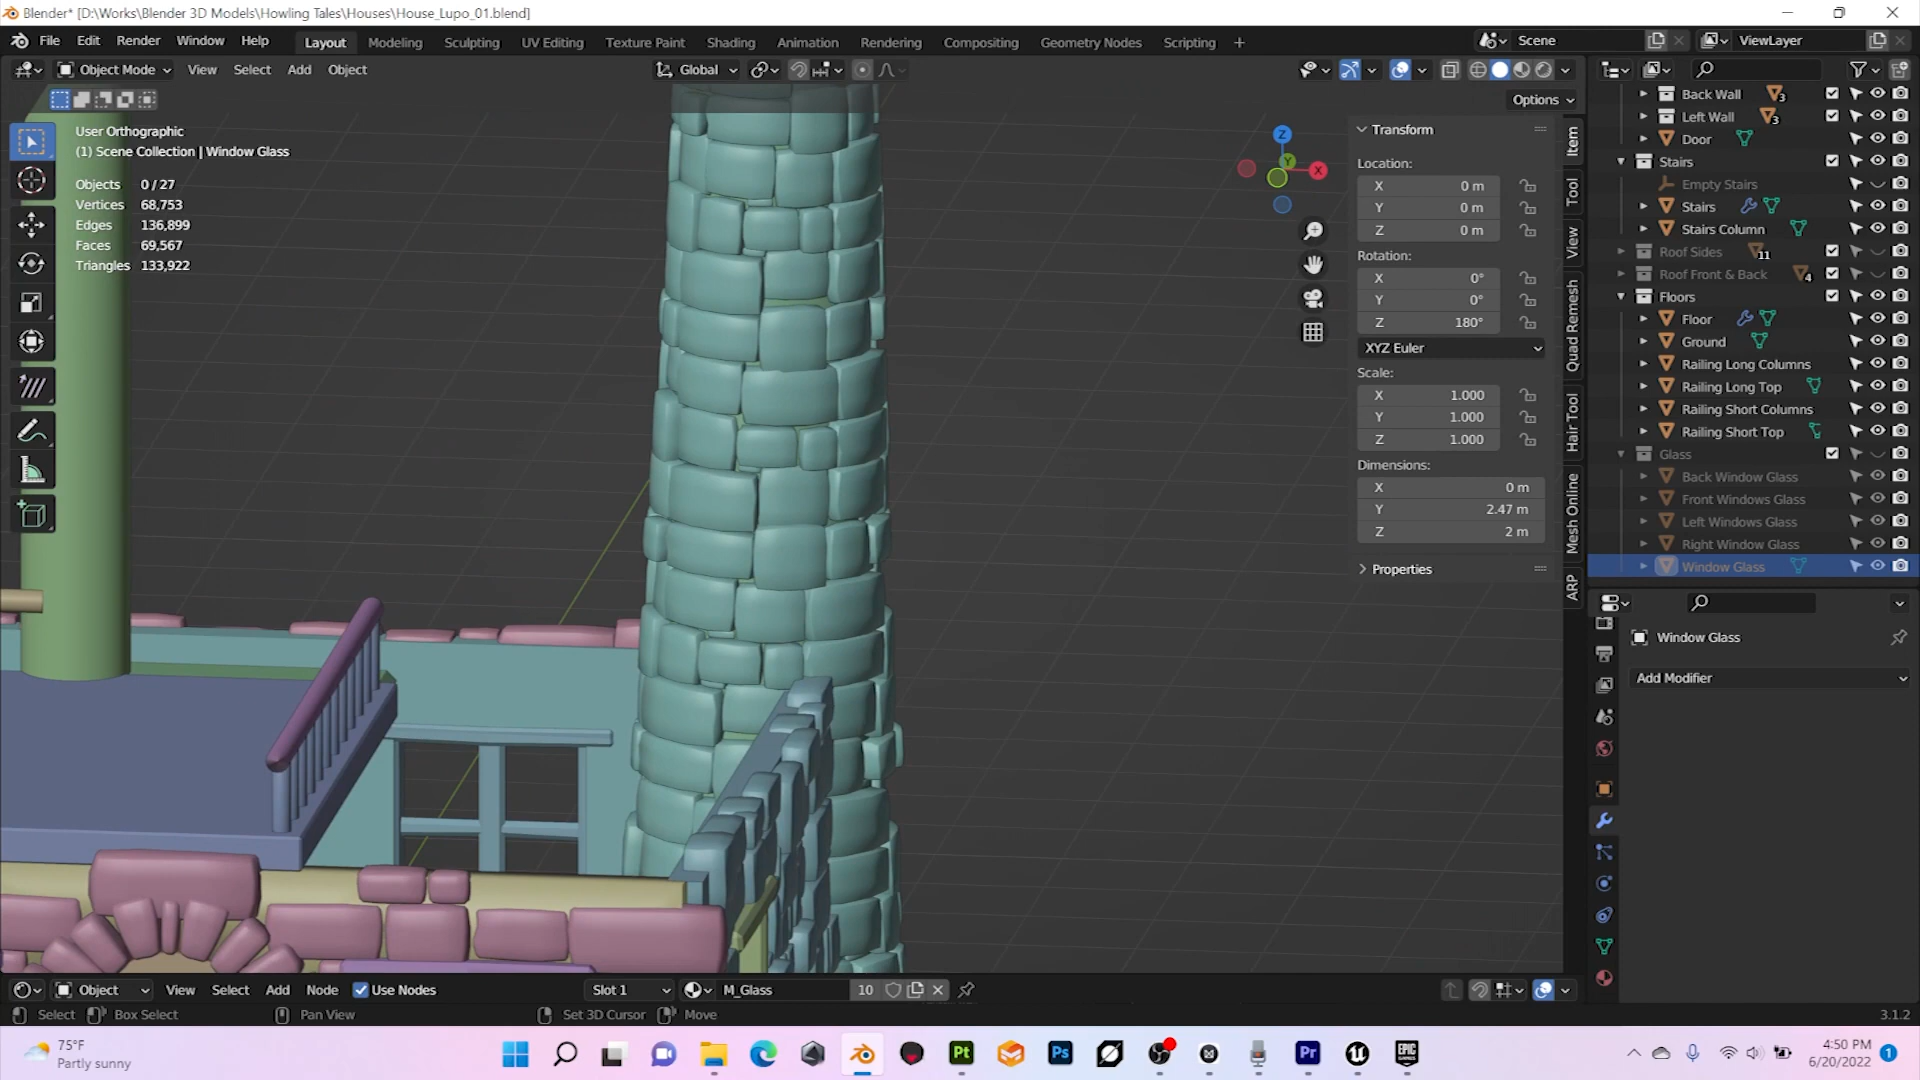 Blender* [D:\Works\Blender 3D Models\Howling Tales\Houses\House_Lupo_01.blend]
File Edit Render Window Help
Layout Modeling Sculpting UV Editing Texture Paint Shading Animation Rendering Compositing Geometry Nodes Scripting +
Scene
ViewLayer
Object Mode View Select Add Object
Global
Options
User Orthographic
(1) Scene Collection | Window Glass
Objects 0 / 27
Vertices 68,753
Edges 136,899
Faces 69,567
Triangles 133,922
Z
Y
X
Transform
Location:
X 0 m
Y 0 m
Z 0 m
Rotation:
X 0°
Y 0°
Z 180°
XYZ Euler
Scale:
X 1.000
Y 1.000
Z 1.000
Dimensions:
X 0 m
Y 2.47 m
Z 2 m
Properties
Item
Tool
View
Quad Remesh
Hair Tool
Mesh Online
ARP
Back Wall 3
Left Wall 3
Door
Stairs
Empty Stairs
Stairs
Stairs Column
Roof Sides 11
Roof Front & Back 4
Floors
Floor
Ground
Railing Long Columns
Railing Long Top
Railing Short Columns
Railing Short Top
Glass
Back Window Glass
Front Windows Glass
Left Windows Glass
Right Window Glass
Window Glass
Window Glass
Add Modifier
Object View Select Add Node Use Nodes
Slot 1
M_Glass 10
Select Box Select Pan View Set 3D Cursor Move
3.1.2
75°F
Partly sunny
Pt
Ps
Pr
EPIC
4:50 PM
6/20/2022
1